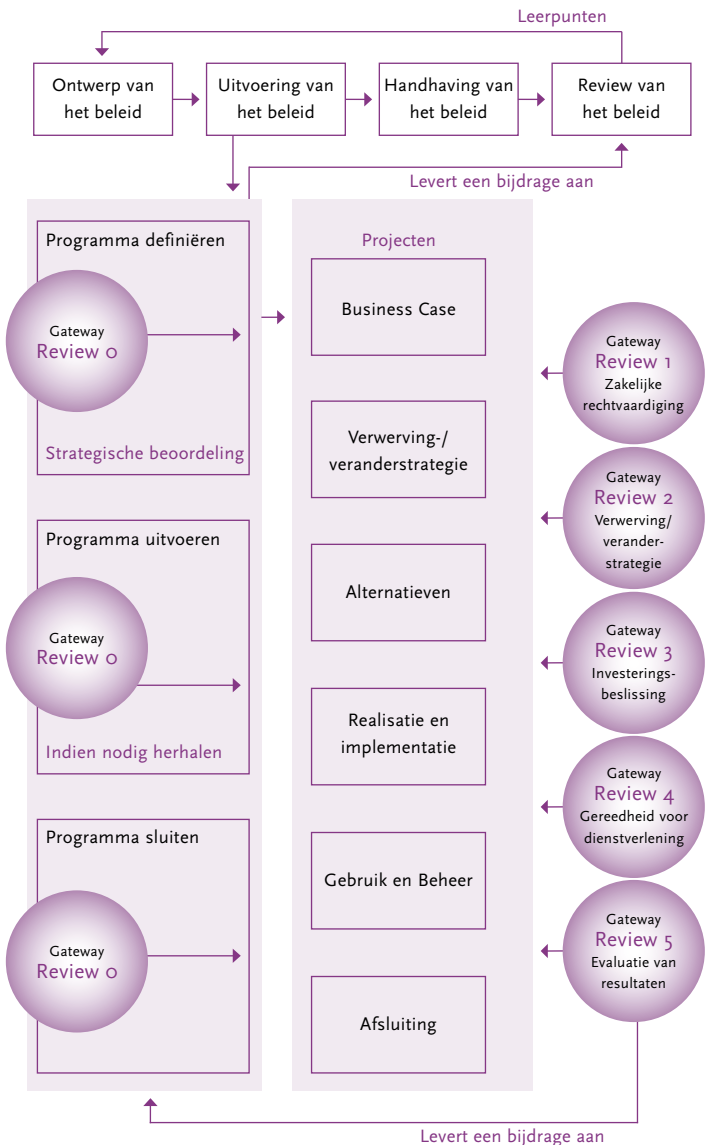 Leerpunten
Ontwerp van
het beleid
Uitvoering van
het beleid
Handhaving van
het beleid
Review van
het beleid
Levert een bijdrage aan
Programma definiëren
Gateway
Review 0
Strategische beoordeling
Programma uitvoeren
Gateway
Review 0
Indien nodig herhalen
Programma sluiten
Gateway
Review 0
Projecten
Business Case
Verwerving-/
veranderstrategie
Alternatieven
Realisatie en
implementatie
Gebruik en Beheer
Afsluiting
Gateway
Review 1
Zakelijke
rechtvaardiging
Gateway
Review 2
Verwerving/
verander-
strategie
Gateway
Review 3
Investerings-
beslissing
Gateway
Review 4
Gereedheid voor
dienstverlening
Gateway
Review 5
Evaluatie van
resultaten
Levert een bijdrage aan